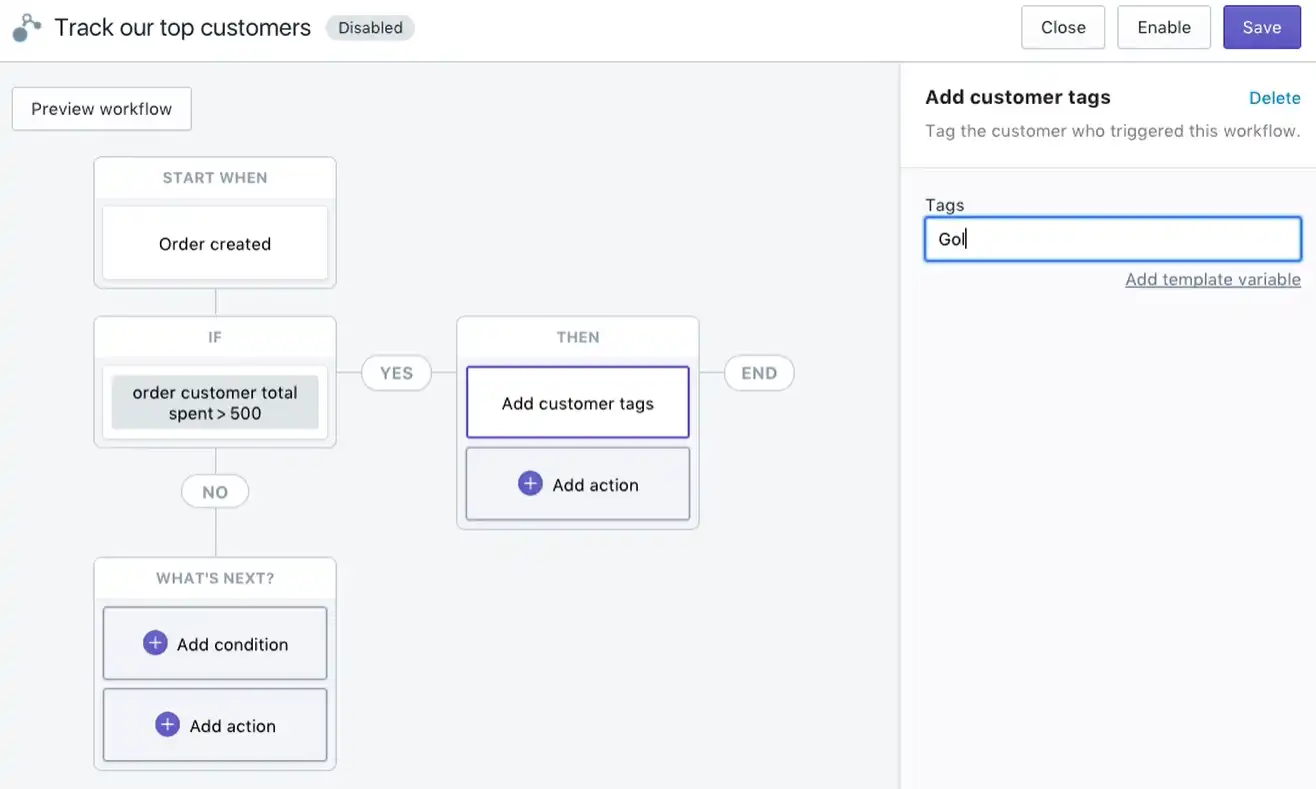 Track our top customers
Disabled
Close
Enable
Save
Preview workflow
START WHEN
Order created
IF
order customer total
spent > 500
YES
THEN
Add customer tags
Add action
END
NO
WHAT'S NEXT?
Add condition
Add action
Add customer tags
Delete
Tag the customer who triggered this workflow.
Tags
Gol
Add template variable